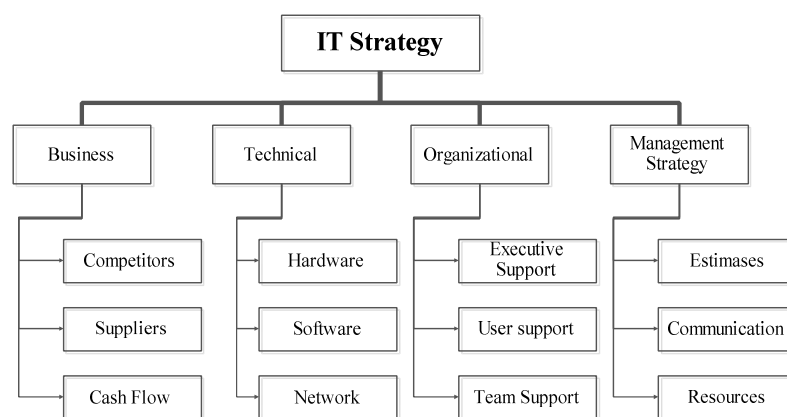 IT Strategy
Business
Technical
Organizational
Management
Strategy
Competitors
Hardware
Executive
Support
Estimases
Suppliers
Software
User support
Communication
Cash Flow
Network
Team Support
Resources